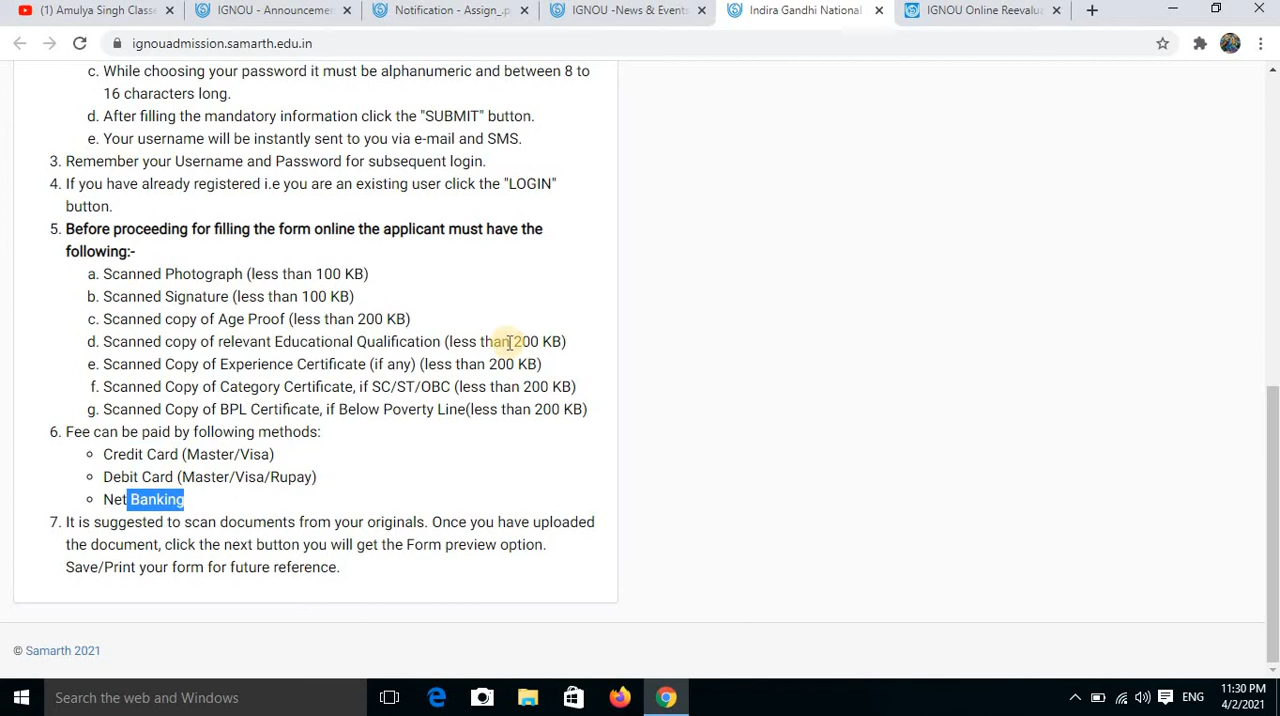 (1) Amulya Singh Classe
IGNOU - Announcemen
Notification - Assign_.p
IGNOU -News & Events
Indira Gandhi National
IGNOU Online Reevalua
ignouadmission.samarth.edu.in
c. While choosing your password it must be alphanumeric and between 8 to
16 characters long.
d. After filling the mandatory information click the "SUBMIT" button.
e. Your username will be instantly sent to you via e-mail and SMS.
3. Remember your Username and Password for subsequent login.
4. If you have already registered i.e you are an existing user click the "LOGIN"
button.
5. Before proceeding for filling the form online the applicant must have the
following:-
a. Scanned Photograph (less than 100 KB)
b. Scanned Signature (less than 100 KB)
c. Scanned copy of Age Proof (less than 200 KB)
d. Scanned copy of relevant Educational Qualification (less than 200 KB)
e. Scanned Copy of Experience Certificate (if any) (less than 200 KB)
f. Scanned Copy of Category Certificate, if SC/ST/OBC (less than 200 KB)
g. Scanned Copy of BPL Certificate, if Below Poverty Line(less than 200 KB)
6. Fee can be paid by following methods:
Credit Card (Master/Visa)
Debit Card (Master/Visa/Rupay)
Net Banking
7. It is suggested to scan documents from your originals. Once you have uploaded
the document, click the next button you will get the Form preview option.
Save/Print your form for future reference.
© Samarth 2021
Search the web and Windows
ENG
11:30 PM
4/2/2021